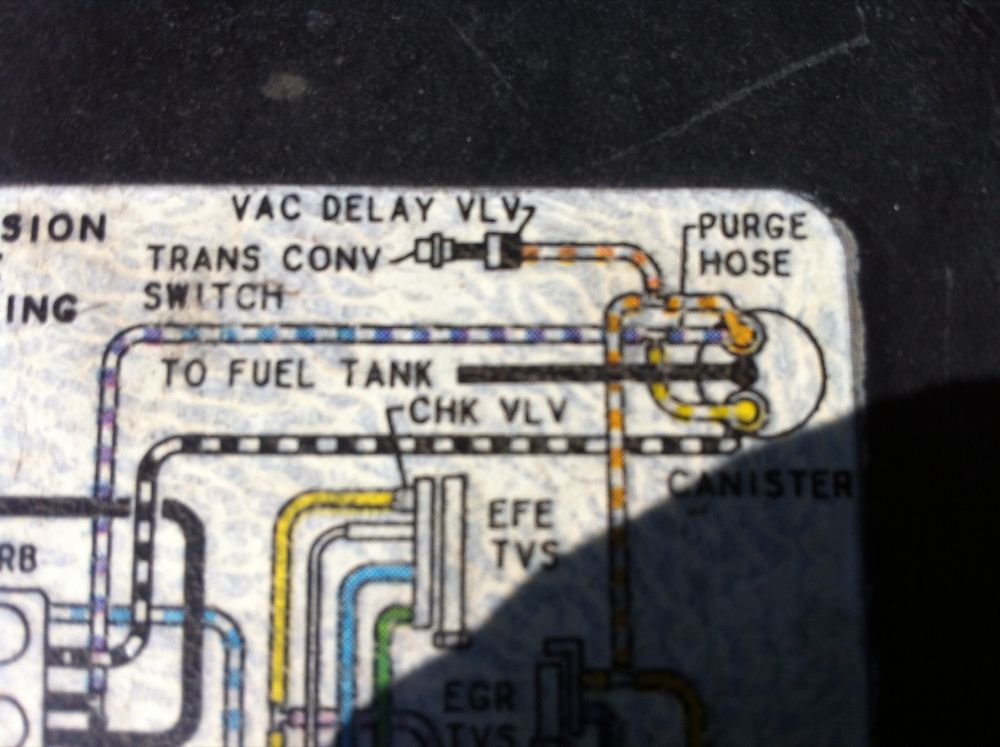 SION
ING
VAC DELAY VLV
TRANS CONV
SWITCH
PURGE
HOSE
TO FUEL TANK
CHK VLV
CANISTER
EFE
TVS
RB
EGR
TVS